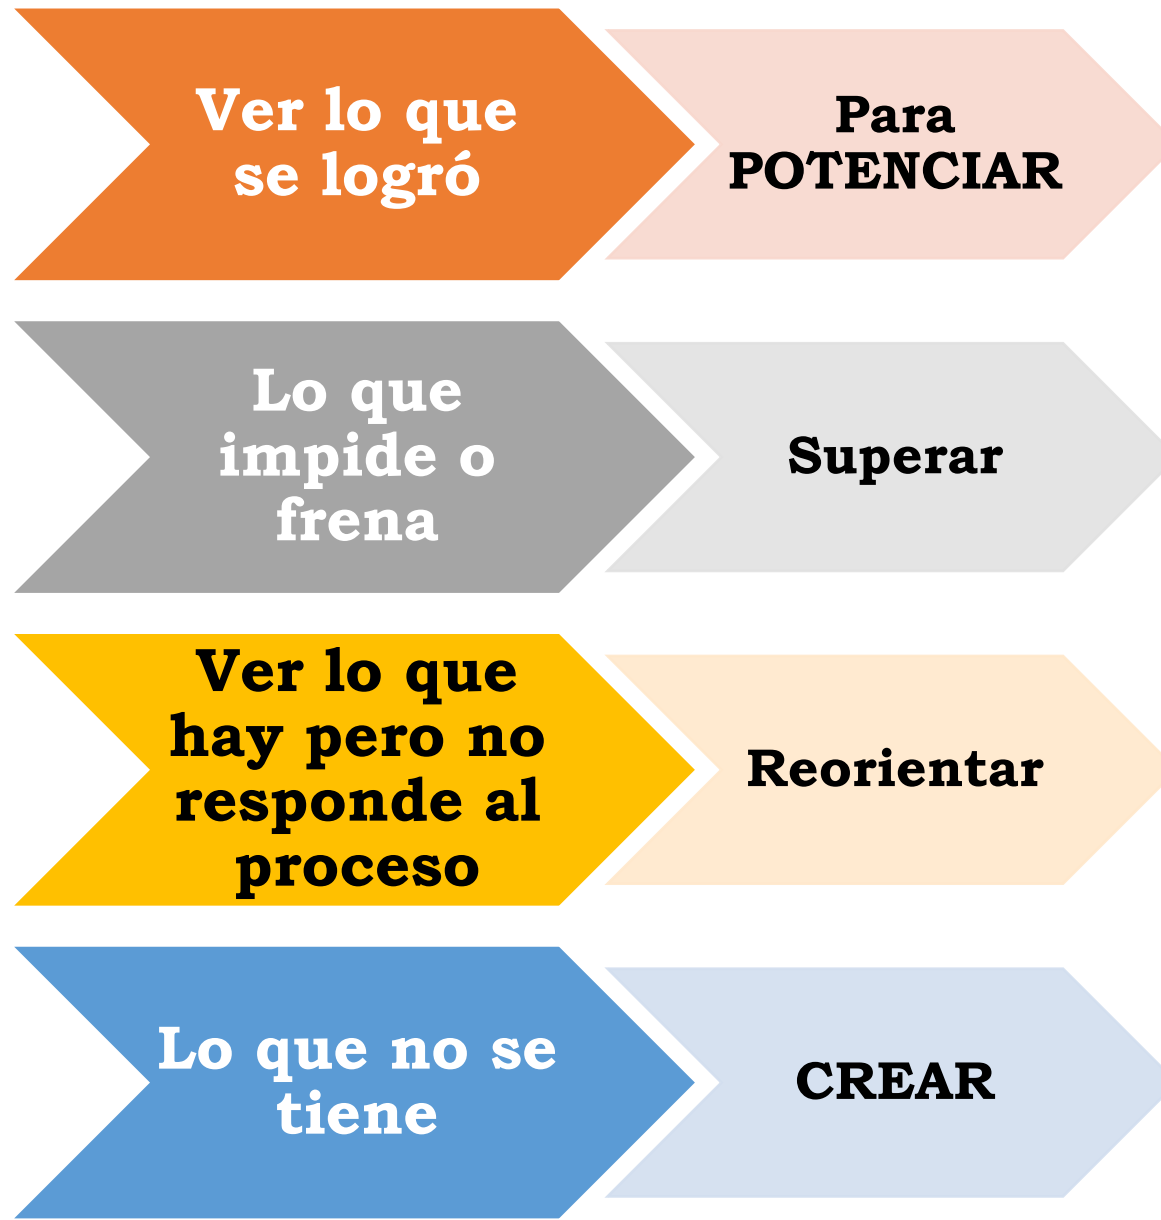 Ver lo que
se logró
Para
POTENCIAR
Lo que
impide o
frena
Superar
Ver lo que
hay pero no
responde al
proceso
Reorientar
Lo que no se
tiene
CREAR